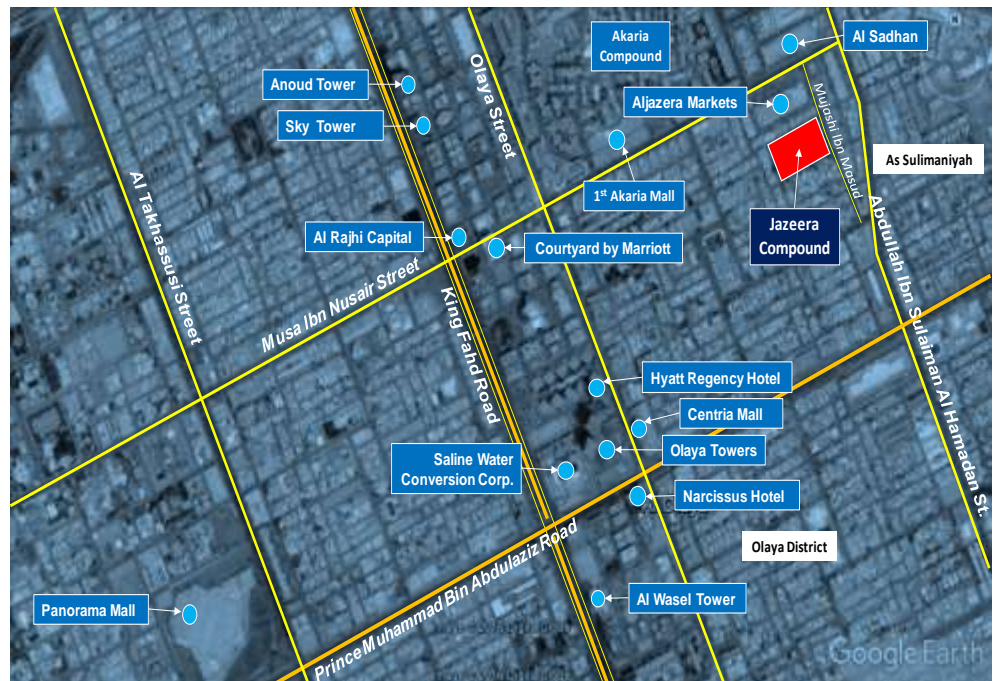 Akaria
Compound
Al Sadhan
Anoud Tower
Olaya Street
Aljazera Markets
Sky Tower
Mujashi Ibn Masud
As Sulimaniyah
Al Takhassusi Street
1st Akaria Mall
Jazeera
Compound
Al Rajhi Capital
Courtyard by Marriott
Abdullah Ibn Sulaiman Al Hamadan St.
Musa Ibn Nusair Street
King Fahd Road
Hyatt Regency Hotel
Centria Mall
Olaya Towers
Saline Water
Conversion Corp.
Narcissus Hotel
Olaya District
Prince Muhammad Bin Abdulaziz Road
Panorama Mall
Al Wasel Tower
Google Earth